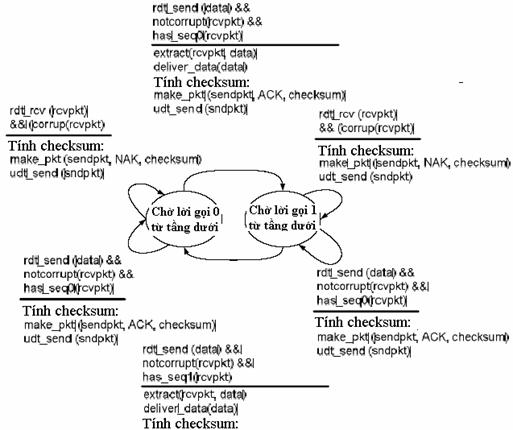 rdt_send (data) &&
notcorrupt(rcvpkt) &&
has_seq0(rcvpkt)
extract(rcvpkt, data)
deliver_data(data)
Tính checksum:
make_pkt(sendpkt, ACK, checksum)
udt_send (sndpkt)
rdt_rcv (rcvpkt)
&&(corrup(rcvpkt)
Tính checksum:
make_pkt (sendpkt, NAK, checksum)
udt_send (sndpkt)
rdt_rcv (rcvpkt)
&& (corrup(rcvpkt)
Tính checksum:
make_pkt(sendpkt, NAK, checksum)
udt_send (sndpkt)
Chờ lời gọi 0
từ tầng dưới
Chờ lời gọi 1
từ tầng dưới
rdt_send (data) &&
notcorrupt(rcvpkt) &&
has_seq0(rcvpkt)
Tính checksum:
make_pkt(sendpkt, ACK, checksum)
udt_send (sndpkt)
rdt_send (data) &&
notcorrupt(rcvpkt) &&
has_seq0(rcvpkt)
Tính checksum:
make_pkt(sendpkt, ACK, checksum)
udt_send (sndpkt)
rdt_send (data) &&
notcorrupt(rcvpkt) &&
has_seq1(rcvpkt)
extract(rcvpkt, data)
deliver_data(data)
Tính checksum: